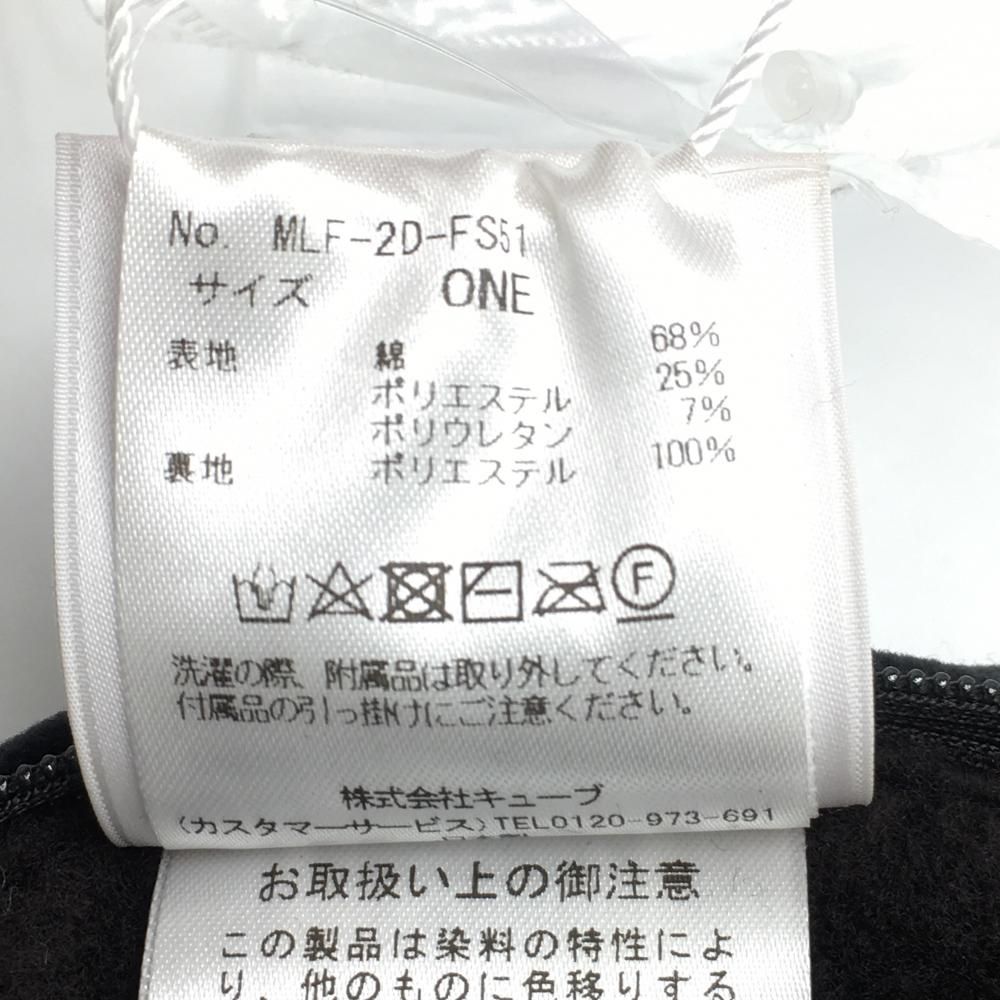 No. MLF-2D-FS51
サイズ ONE
表地 綿 68%
ポリエステル 25%
ポリウレタン 7%
裏地 ポリエステル 100%
F
洗濯の際、附属品は取り外してください。
付属品の引っ掛けにご注意ください。
株式会社キューブ
(カスタマーサービス)TEL0120-973-691
お取扱い上の御注意
この製品は染料の特性によ
り、他のものに色移りする